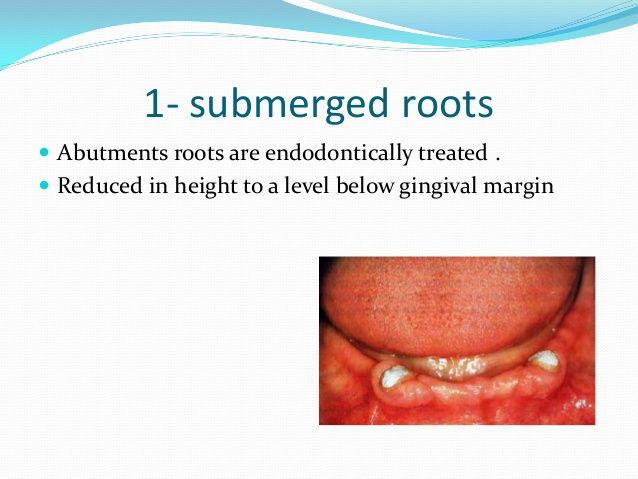 1- submerged roots
Abutments roots are endodontically treated .
Reduced in height to a level below gingival margin